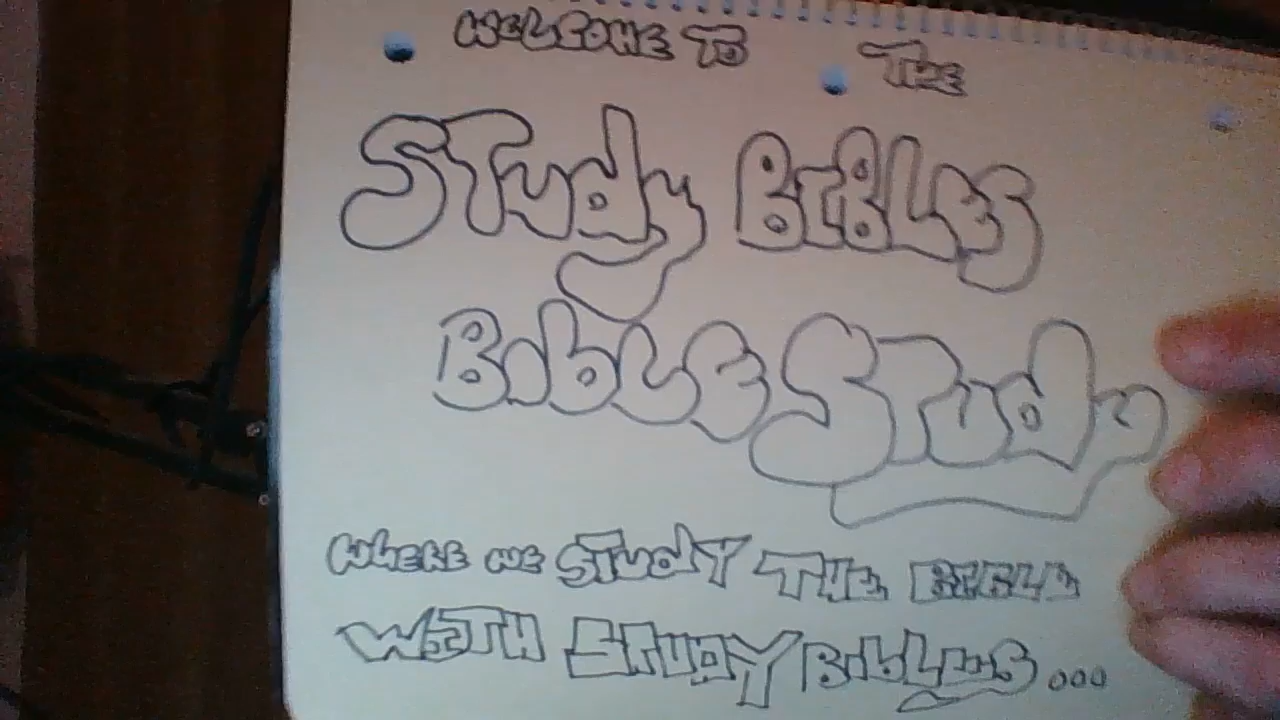 WELCOME TO THE
STudy BIBLES
BibLE STudy
WHERE WE STUdY THE BIBLE
WITH STUDY BibLES...